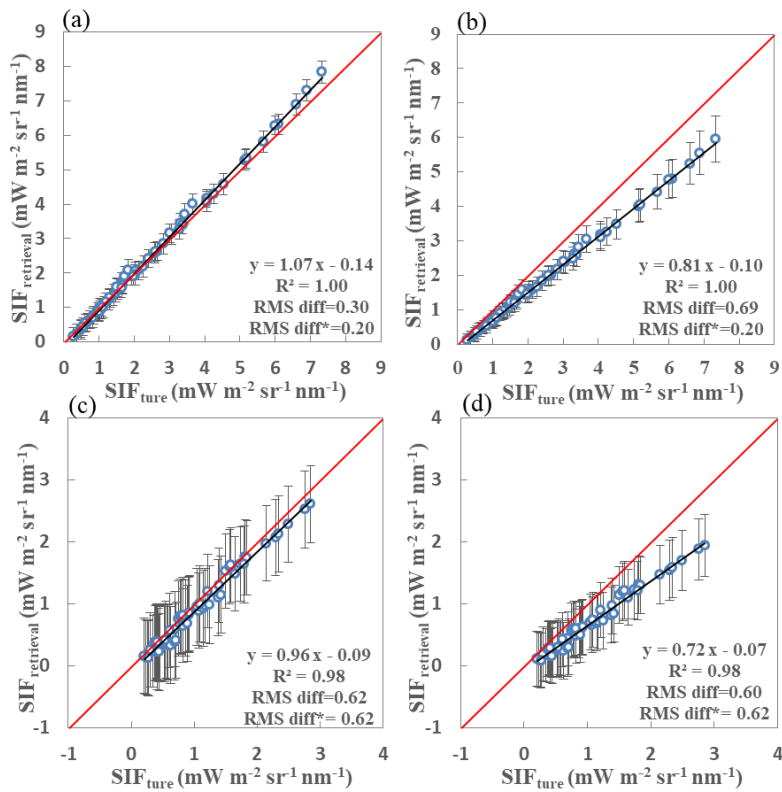 (a)
9
8
7
6
5
4
3
2
1
0
SIFretrieval (mW m-2 sr-1 nm-1)
y = 1.07 x - 0.14
R² = 1.00
RMS diff=0.30
RMS diff*=0.20
0 1 2 3 4 5 6 7 8 9
SIFture (mW m-2 sr-1 nm-1)
(b)
9
8
7
6
5
4
3
2
1
0
SIFretrieval (mW m-2 sr-1 nm-1)
y = 0.81 x - 0.10
R² = 1.00
RMS diff=0.69
RMS diff*=0.20
0 1 2 3 4 5 6 7 8 9
SIFture (mW m-2 sr-1 nm-1)
(c)
4
3
2
1
0
-1
SIFretrieval (mW m-2 sr-1 nm-1)
y = 0.96 x - 0.09
R² = 0.98
RMS diff=0.62
RMS diff*= 0.62
-1 0 1 2 3 4
SIFture (mW m-2 sr-1 nm-1)
(d)
4
3
2
1
0
-1
SIFretrieval (mW m-2 sr-1 nm-1)
y = 0.72 x - 0.07
R² = 0.98
RMS diff=0.60
RMS diff*= 0.62
-1 0 1 2 3 4
SIFture (mW m-2 sr-1 nm-1)